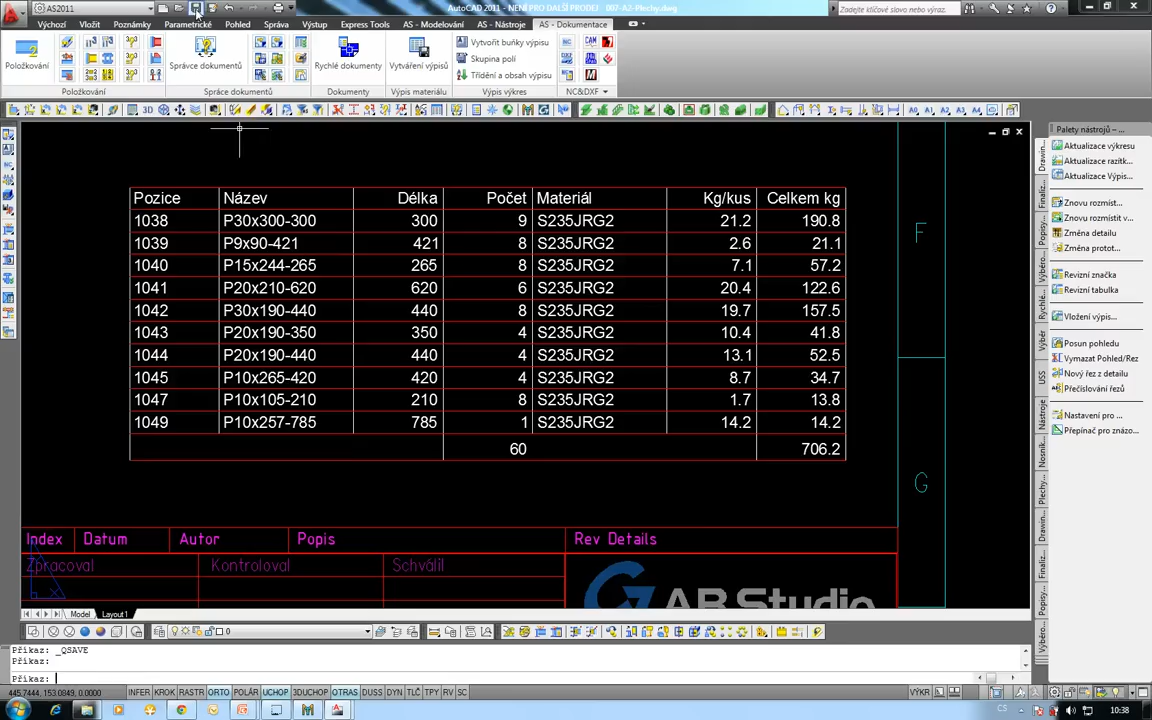 AS2011
AutoCAD 2011 - NENÍ PRO DALŠÍ PRODEJ   007-A2-Plechy.dwg
Zadejte klíčové slovo nebo výraz.
Výchozí Vložit Poznámky Parametrické Pohled Správa Výstup Express Tools AS - Modelování AS - Nástroje AS - Dokumentace
Položkování
Správce dokumentů
Rychlé dokumenty
Vytváření výpisů
Vytvořit buňky výpisu
Skupina polí
Třídění a obsah výpisu
Položkování Správce dokumentů Dokumenty Výpis materiálu Výpis výkres NC&DXF
Palety nástrojů – ...
Aktualizace výkresu
Aktualizace razítk...
Aktualizace Výpis...
Znovu rozmíst...
Znovu rozmístit v...
Změna detailu
Změna protot...
Revizní značka
Revizní tabulka
Vložení výpis...
Posun pohledu
Vymazat Pohled/Řez
Nový řez z detailu
Přečíslování řezů
Nastavení pro ...
Přepínač pro znázo...
Pozice Název Délka Počet Materiál Kg/kus Celkem kg
1038 P30x300-300 300 9 S235JRG2 21.2 190.8
1039 P9x90-421 421 8 S235JRG2 2.6 21.1
1040 P15x244-265 265 8 S235JRG2 7.1 57.2
1041 P20x210-620 620 6 S235JRG2 20.4 122.6
1042 P30x190-440 440 8 S235JRG2 19.7 157.5
1043 P20x190-350 350 4 S235JRG2 10.4 41.8
1044 P20x190-440 440 4 S235JRG2 13.1 52.5
1045 P10x265-420 420 4 S235JRG2 8.7 34.7
1047 P10x105-210 210 8 S235JRG2 1.7 13.8
1049 P10x257-785 785 1 S235JRG2 14.2 14.2
60 706.2
F
G
Index Datum Autor Popis Rev Details
Zpracoval Kontroloval Schválil
AB Studio
Model Layout1
0
Příkaz: _QSAVE
Příkaz:
Příkaz:
445.7444, 153.0849, 0.0000 INFER KROK RASTR ORTO POLÁR UCHOP 3DUCHOP OTRAS DUSS DYN TLČ TPY RV SC VÝKR
CS 10:38